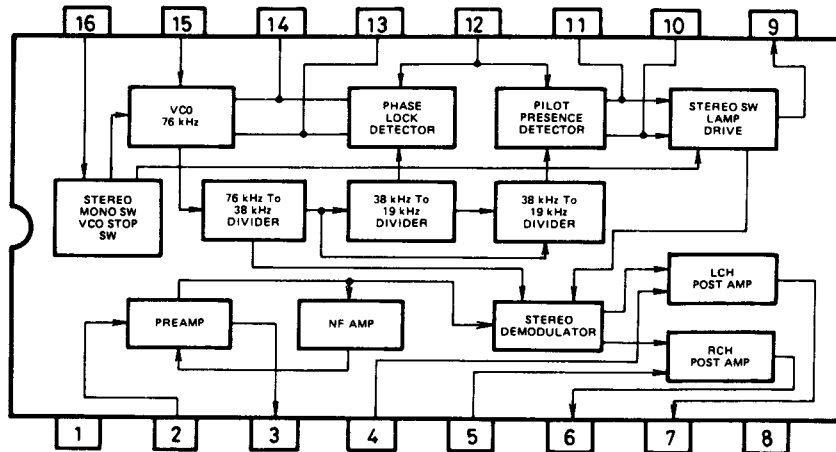 16 15 14 13 12 11 10 9
VCO
76 kHz
PHASE
LOCK
DETECTOR
PILOT
PRESENCE
DETECTOR
STEREO SW
LAMP
DRIVE
STEREO
MONO SW
VCO STOP
SW
76 kHz To
38 kHz
DIVIDER
38 kHz To
19 kHz
DIVIDER
38 kHz To
19 kHz
DIVIDER
PREAMP
NF AMP
STEREO
DEMODULATOR
LCH
POST AMP
RCH
POST AMP
1 2 3 4 5 6 7 8